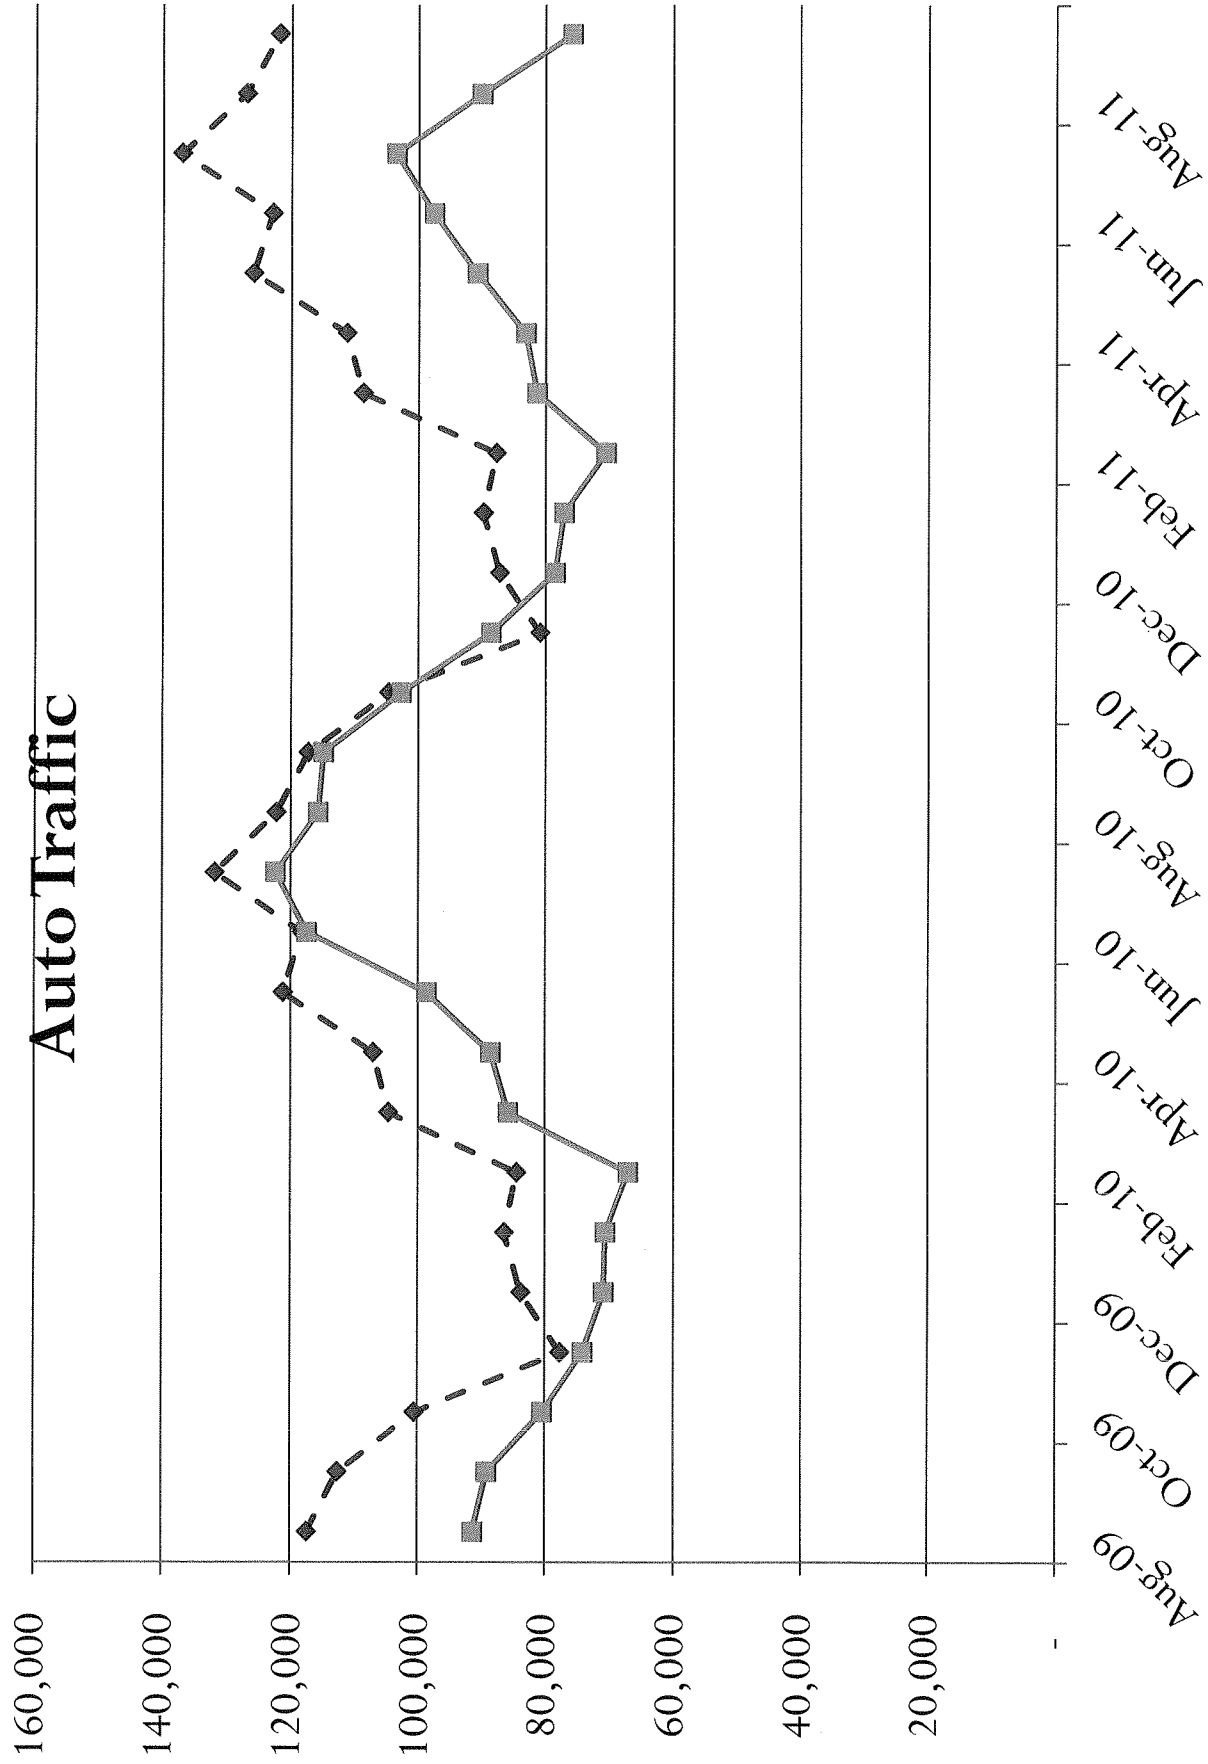 Auto Traffic
160,000
140,000
120,000
100,000
80,000
60,000
40,000
20,000
-
Aug-09
Oct-09
Dec-09
Feb-10
Apr-10
Jun-10
Aug-10
Oct-10
Dec-10
Feb-11
Apr-11
Jun-11
Aug-11